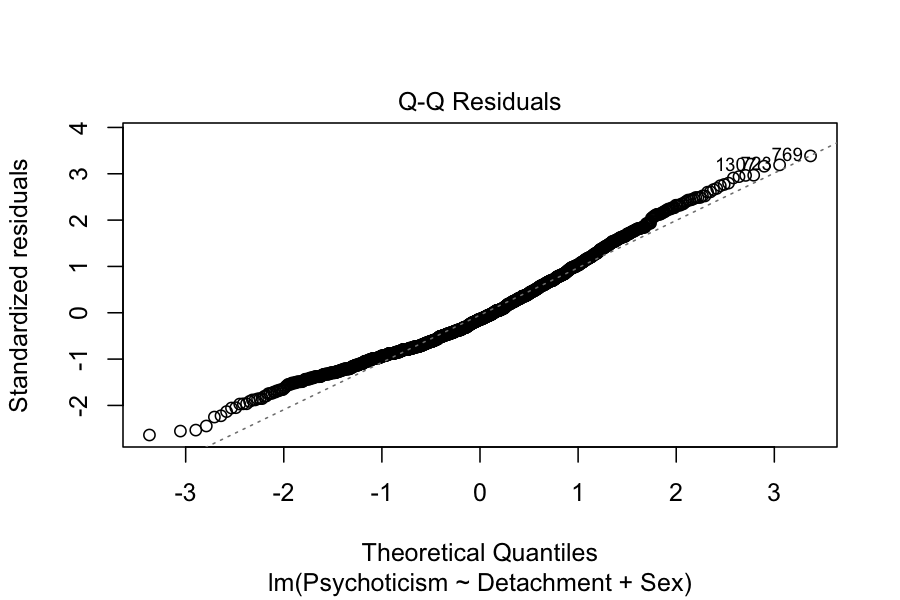 Q-Q Residuals
4
3
2
1
0
-1
-2
Standardized residuals
769
-3 -2 -1 0 1 2 3
Theoretical Quantiles
lm(Psychoticism ~ Detachment + Sex)